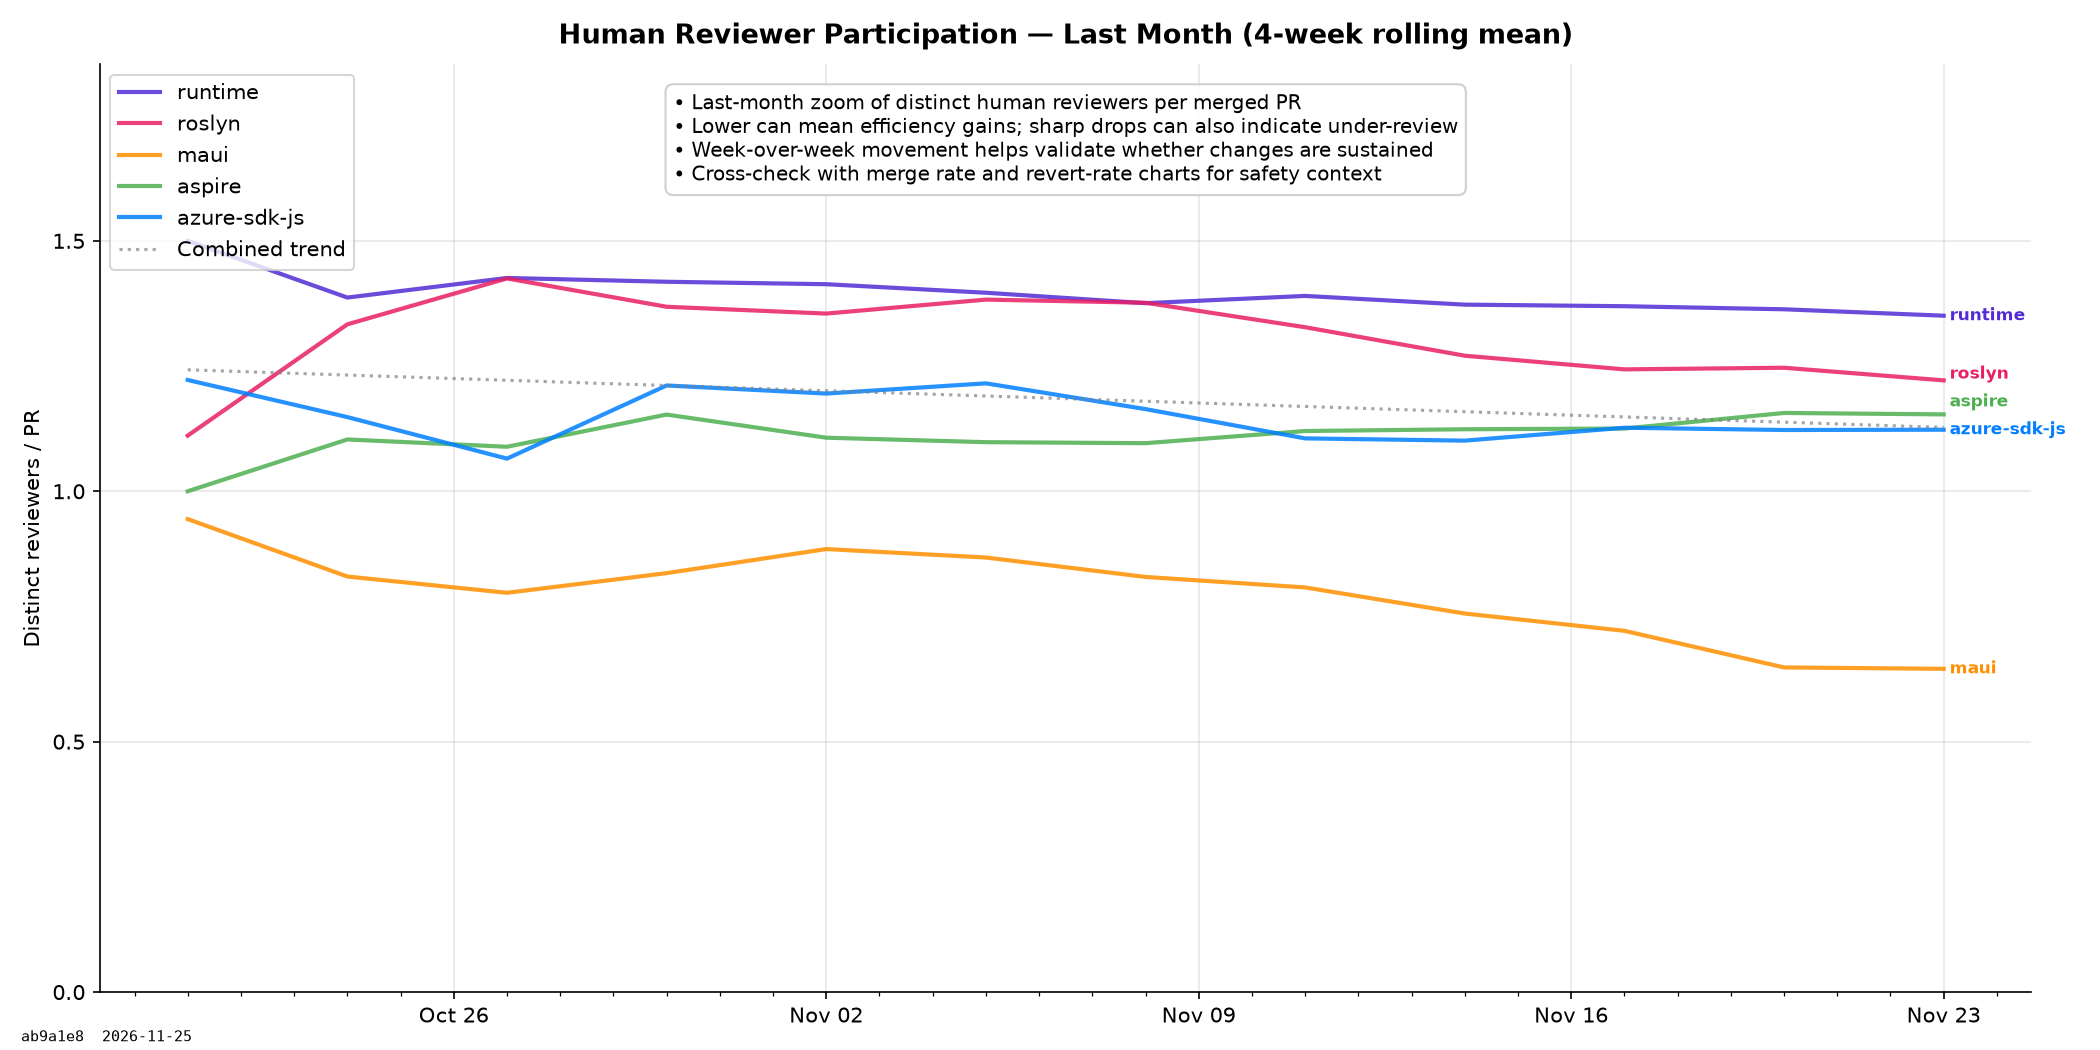 Human Reviewer Participation — Last Month (4-week rolling mean)
runtime
roslyn
maui
aspire
azure-sdk-js
Combined trend
• Last-month zoom of distinct human reviewers per merged PR
• Lower can mean efficiency gains; sharp drops can also indicate under-review
• Week-over-week movement helps validate whether changes are sustained
• Cross-check with merge rate and revert-rate charts for safety context
Distinct reviewers / PR
1.5
1.0
0.5
0.0
runtime
roslyn
aspire
azure-sdk-js
maui
Oct 26
Nov 02
Nov 09
Nov 16
Nov 23
ab9a1e8 2026-11-25